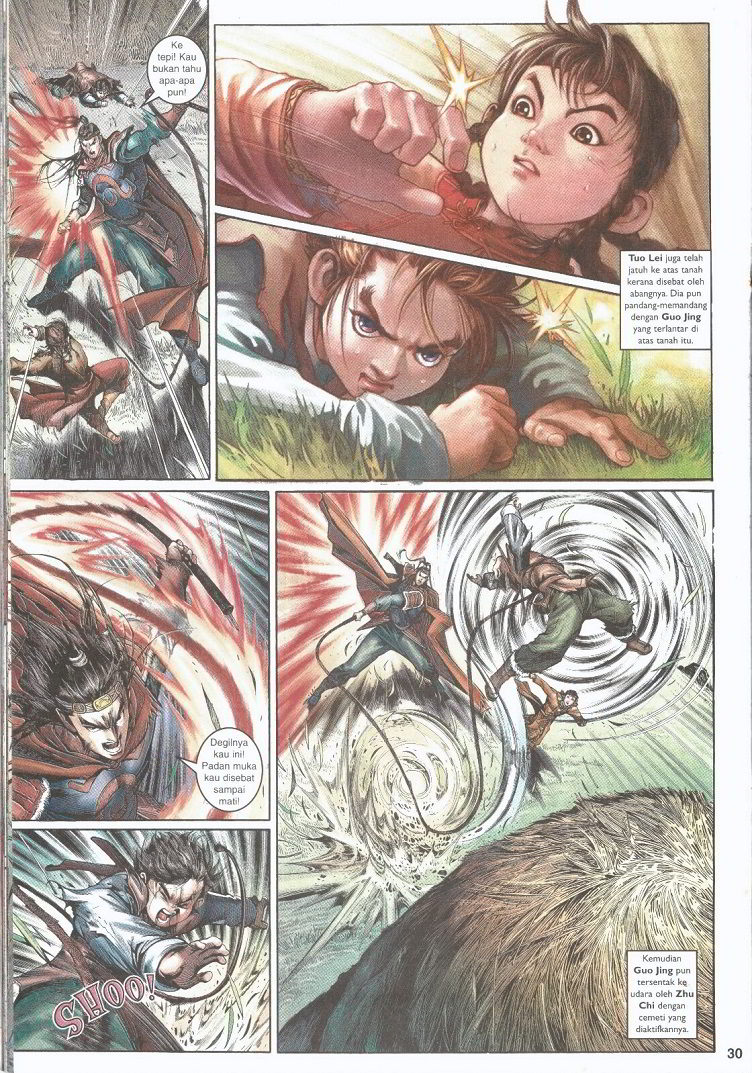 Ke
tepi! Kau
bukan tahu
apa-apa
pun!
Tuo Lei juga telah
jatuh ke atas tanah
kerana disebat oleh
abangnya. Dia pun
pandang-memandang
dengan Guo Jing
yang terlantar di
atas tanah itu.
Degilnya
kau ini!
Padan muka
kau disebat
sampai
mati!
SHOO!
Kemudian
Guo Jing pun
tersentak ke
udara oleh Zhu
Chi dengan
cemeti yang
diaktifkannya.
30